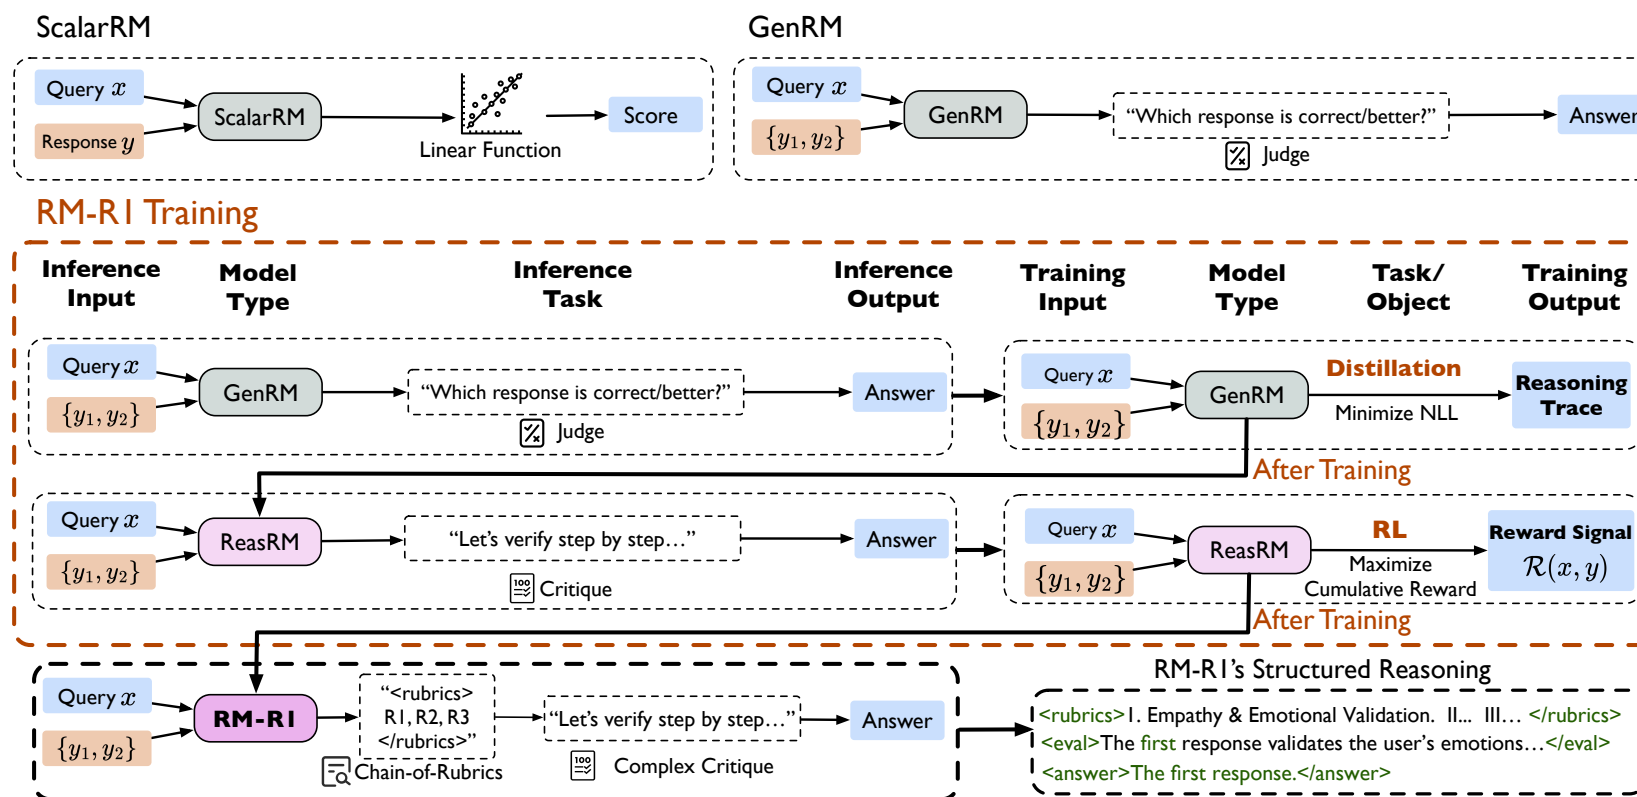 ScalarRM
GenRM
Query x
Response y
ScalarRM
Linear Function
Score
Query x
{y1, y2}
GenRM
“Which response is correct/better?”
Judge
Answer
RM-R1 Training
Inference Input
Model Type
Inference Task
Inference Output
Training Input
Model Type
Task/ Object
Training Output
Query x
{y1, y2}
GenRM
“Which response is correct/better?”
Judge
Answer
Query x
{y1, y2}
GenRM
Distillation
Minimize NLL
Reasoning Trace
After Training
Query x
{y1, y2}
ReasRM
“Let’s verify step by step…”
100
Critique
Answer
Query x
{y1, y2}
ReasRM
RL
Maximize
Cumulative Reward
Reward Signal
R(x, y)
After Training
Query x
{y1, y2}
RM-R1
“<rubrics>
R1, R2, R3
</rubrics>”
Chain-of-Rubrics
“Let’s verify step by step…”
100
Complex Critique
Answer
RM-R1’s Structured Reasoning
<rubrics>1. Empathy & Emotional Validation. II... III… </rubrics>
<eval>The first response validates the user’s emotions…</eval>
<answer>The first response.</answer>